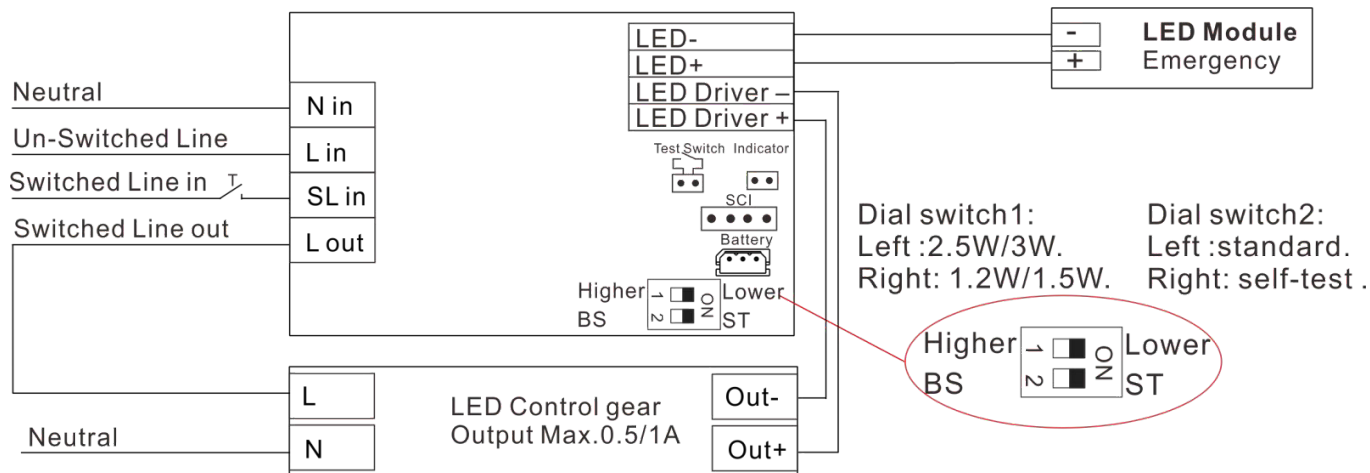 LED-
LED+
LED Driver –
LED Driver +
-
+
LED Module
Emergency
Neutral
Un-Switched Line
Switched Line in
T
Switched Line out
N in
L in
SL in
L out
Test Switch Indicator
SCI
Battery
Higher
BS
1
2
ON
Lower
ST
Dial switch1:
Left :2.5W/3W.
Right: 1.2W/1.5W.
Dial switch2:
Left :standard.
Right: self-test .
Higher
BS
1
2
ON
Lower
ST
Neutral
L
N
LED Control gear
Output Max.0.5/1A
Out-
Out+